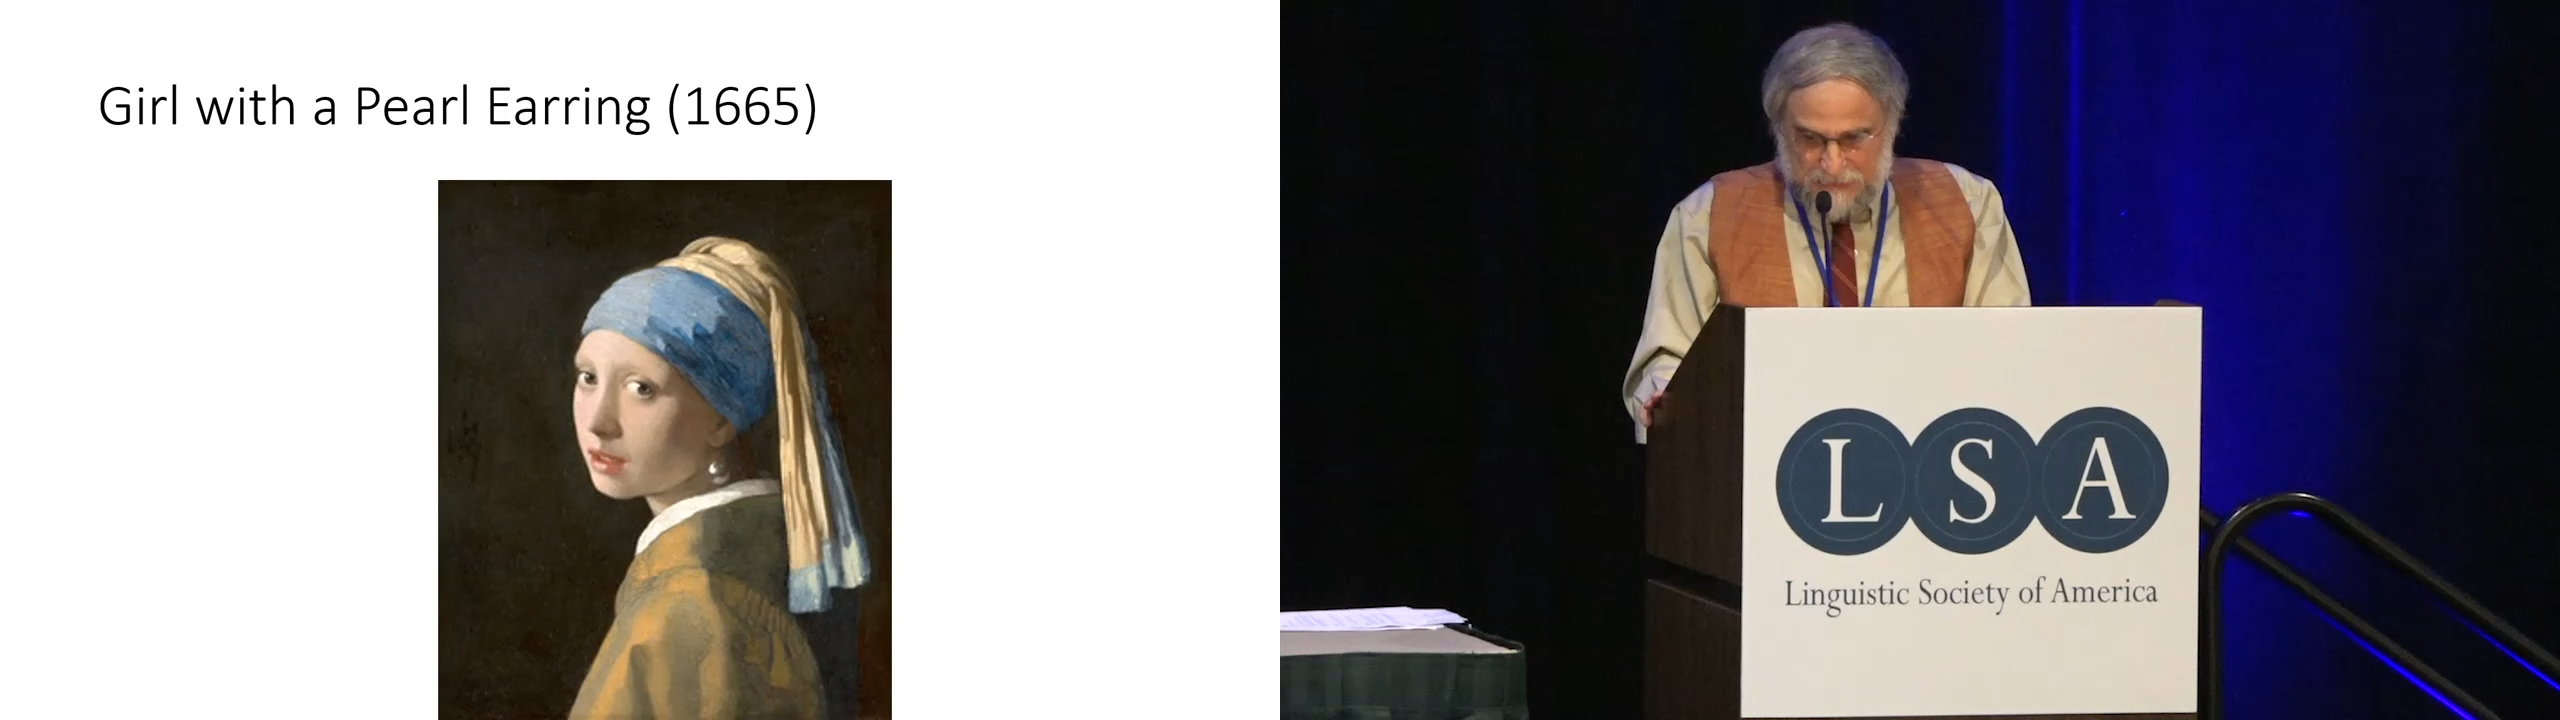 Girl with a Pearl Earring (1665)
LSA
Linguistic Society of America